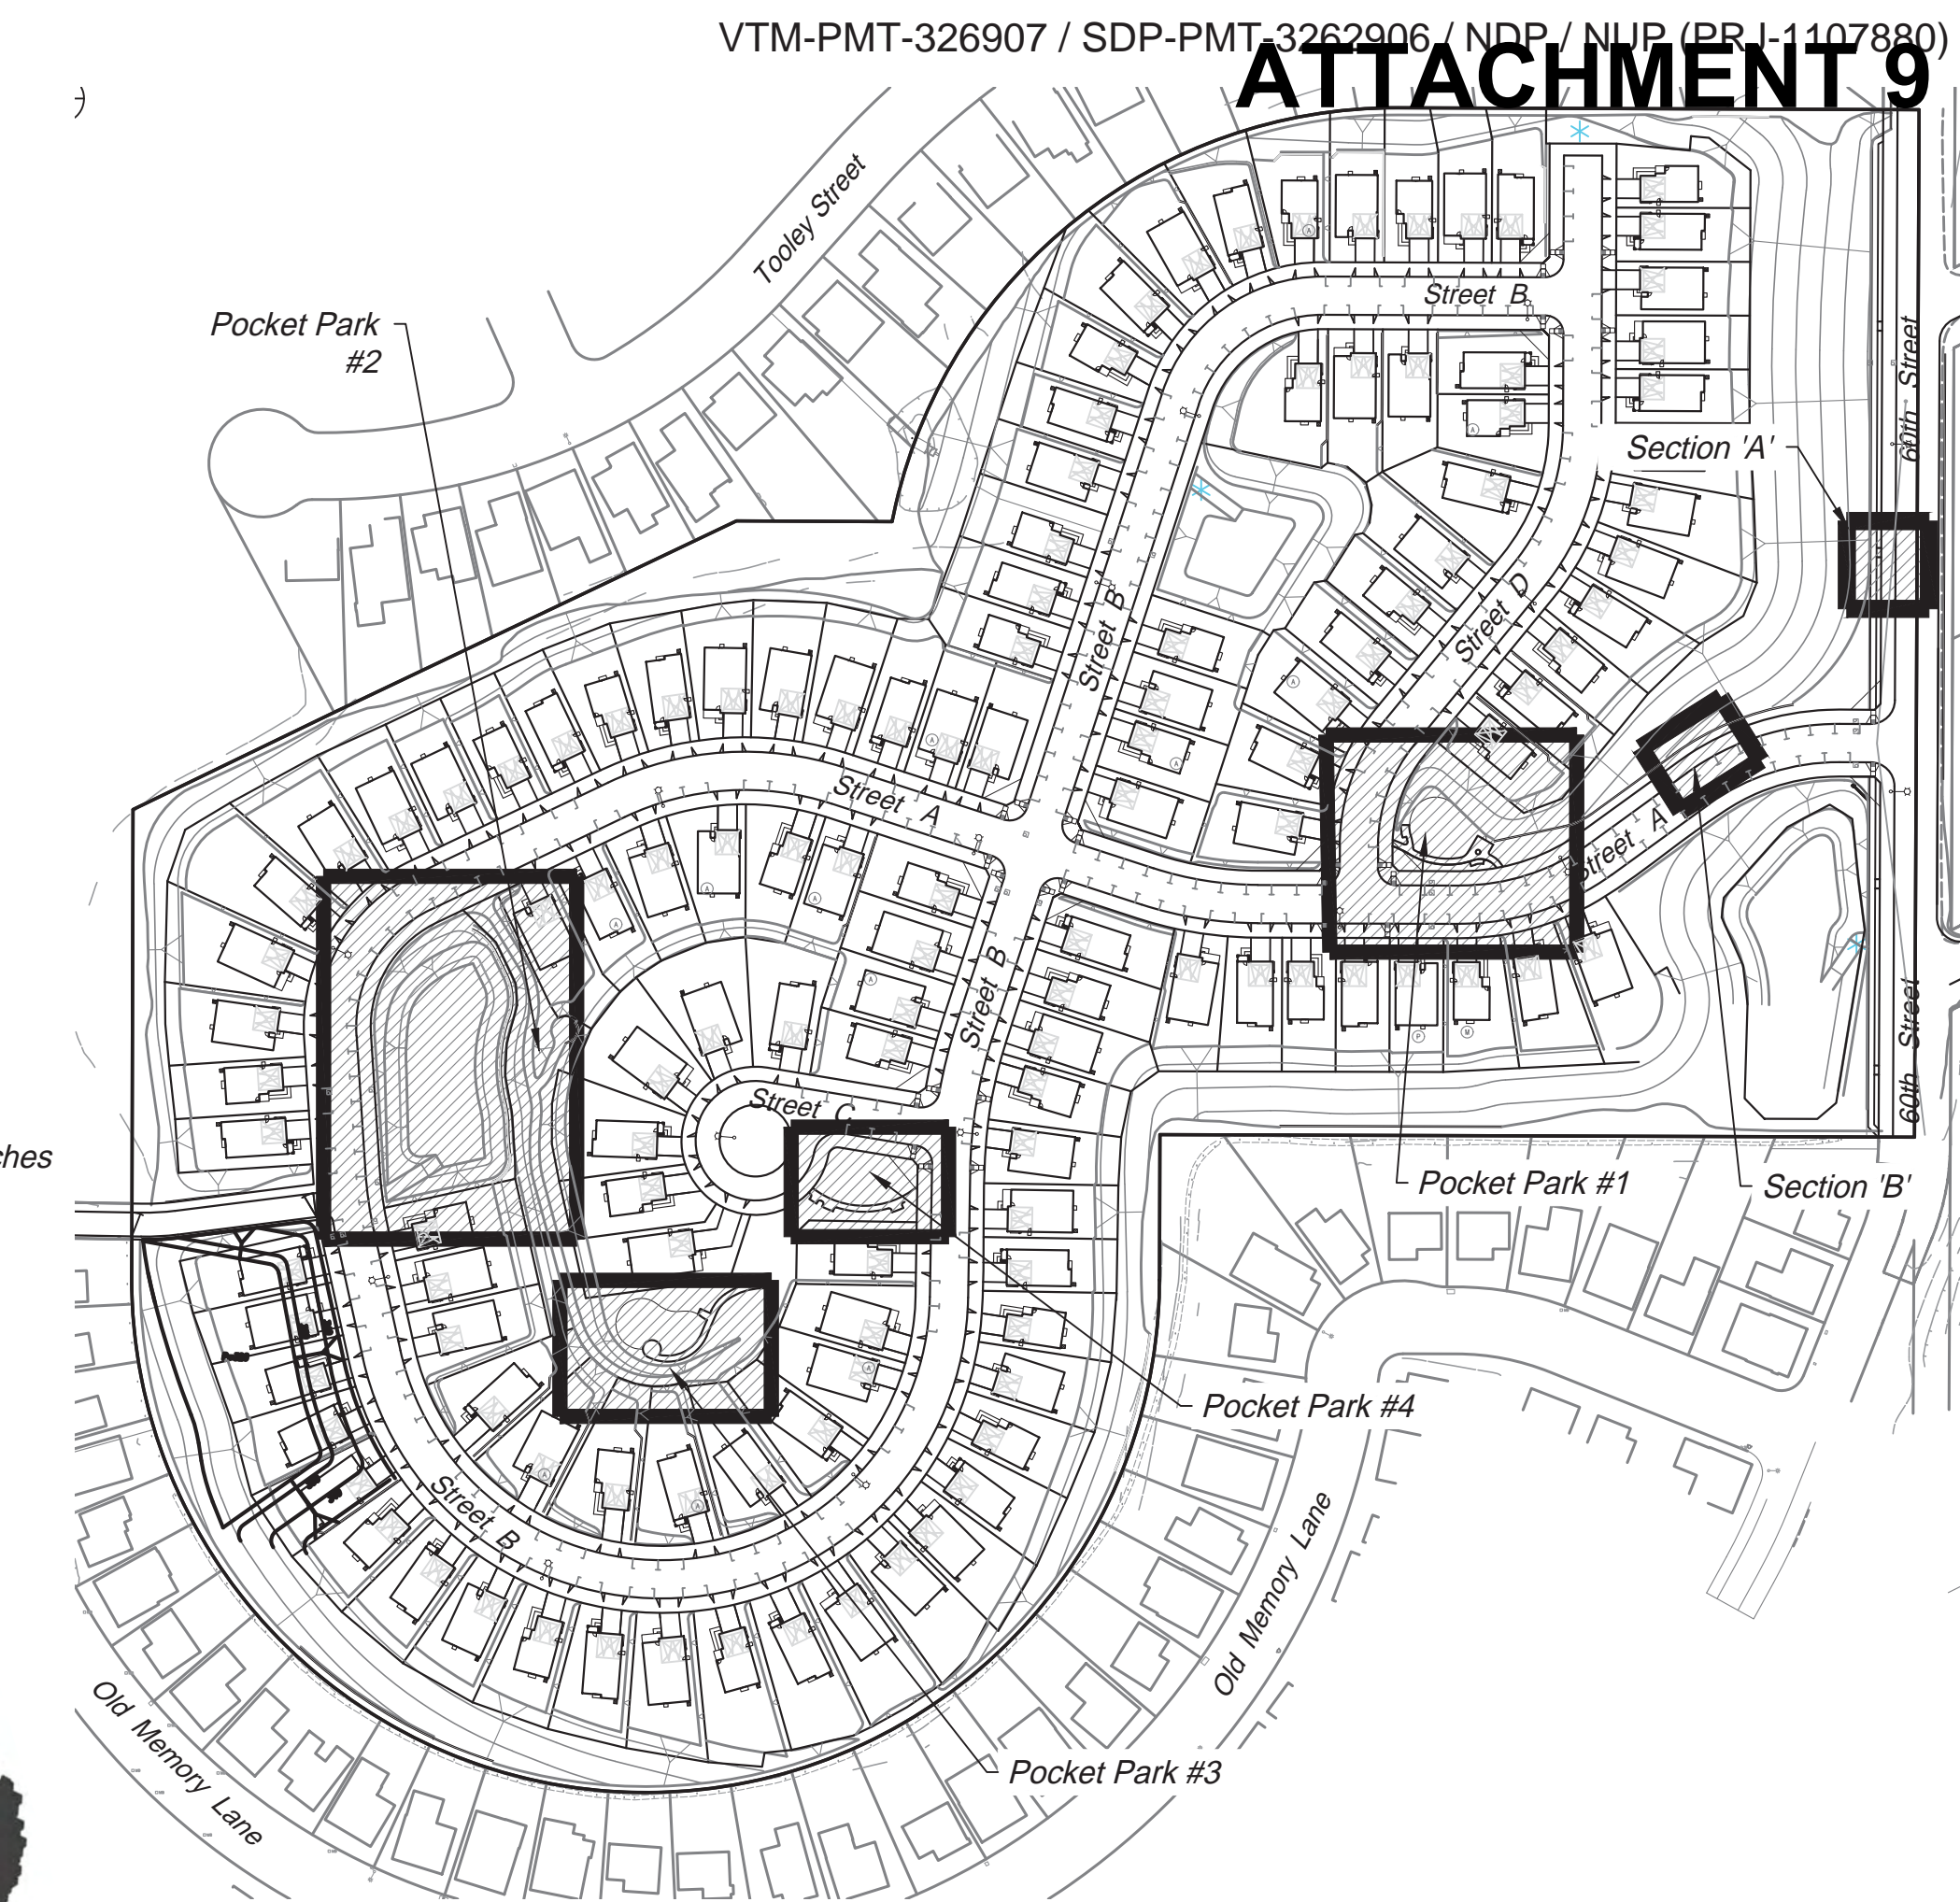 VTM-PMT-326907 / SDP-PMT-3262906 / NDP / NUP (PRJ-1107880)
ATTACHMENT 9
Tooley Street
Pocket Park
#2
Street B
60th Street
Section 'A'
Street B
Street D
Street A
Street A
Street B
60th Street
Street C
ches
Pocket Park #1
Section 'B'
Pocket Park #4
Street B
Old Memory Lane
Old Memory Lane
Pocket Park #3